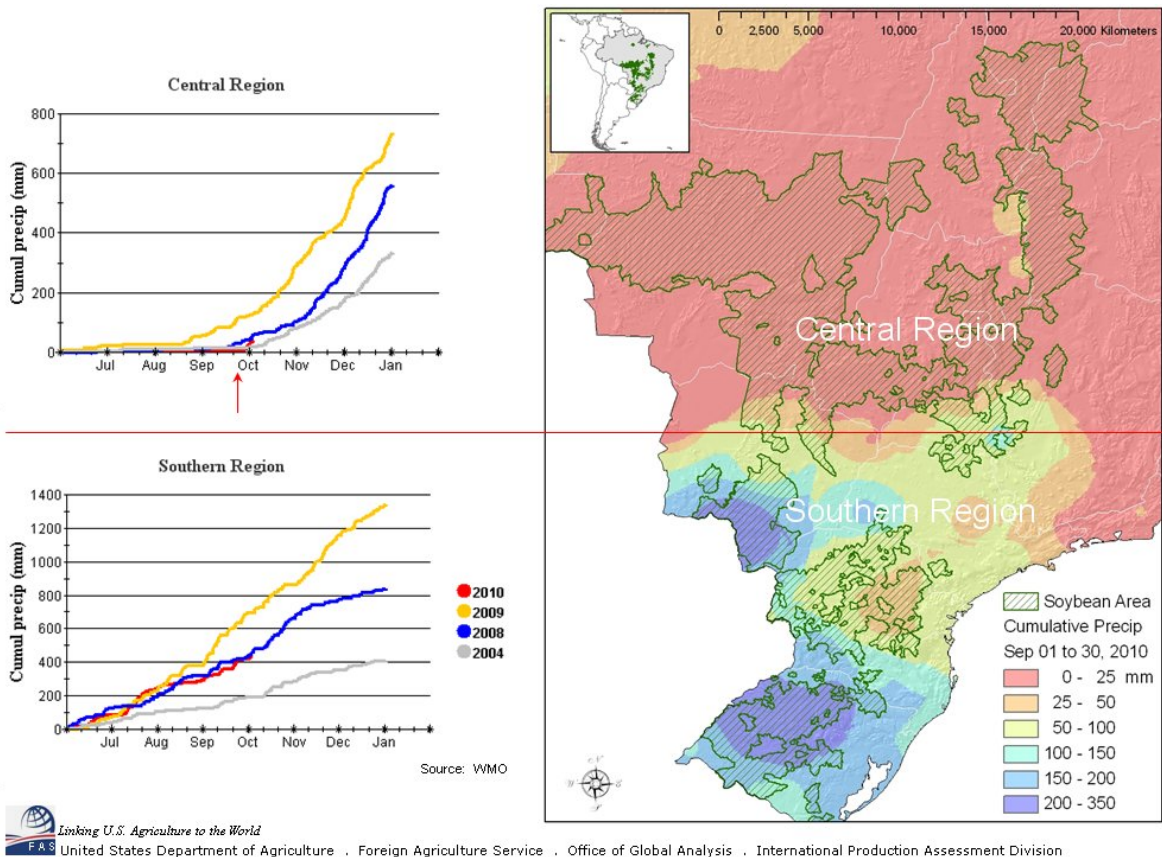 Central Region
Cumul precip (mm)
800
600
400
200
0
Jul Aug Sep Oct Nov Dec Jan
Southern Region
Cumul precip (mm)
1400
1200
1000
800
600
400
200
0
Jul Aug Sep Oct Nov Dec Jan
2010
2009
2008
2004
Source: WMO
0 2,500 5,000 10,000 15,000 20,000 Kilometers
Central Region
Southern Region
Soybean Area
Cumulative Precip
Sep 01 to 30, 2010
0 - 25 mm
25 - 50
50 - 100
100 - 150
150 - 200
200 - 350
N
W E
S
FAS
Linking U.S. Agriculture to the World
United States Department of Agriculture . Foreign Agriculture Service . Office of Global Analysis . International Production Assessment Division